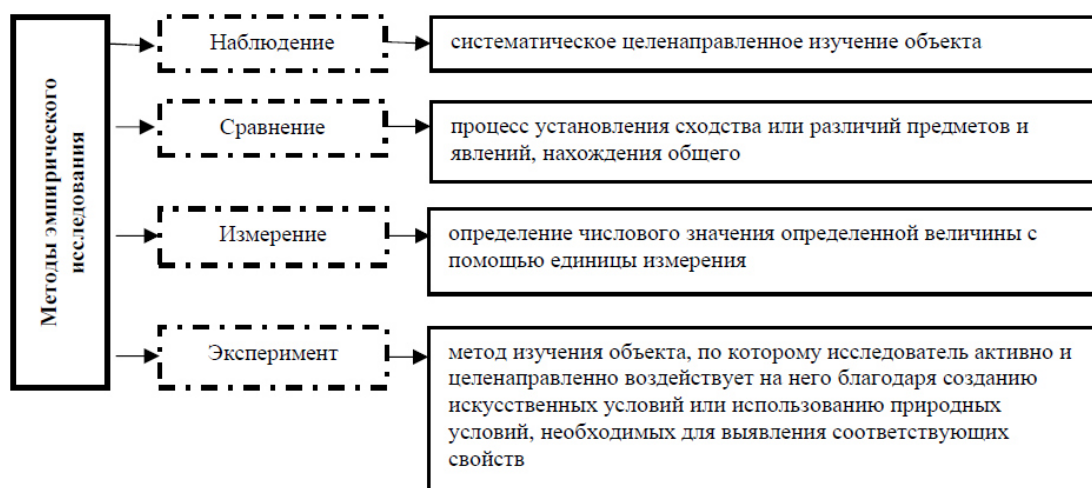 Методы эмпирического
исследования
Наблюдение
систематическое целенаправленное изучение объекта
Сравнение
процесс установления сходства или различий предметов и
явлений, нахождения общего
Измерение
определение числового значения определенной величины с
помощью единицы измерения
Эксперимент
метод изучения объекта, по которому исследователь активно и
целенаправленно воздействует на него благодаря созданию
искусственных условий или использованию природных
условий, необходимых для выявления соответствующих
свойств